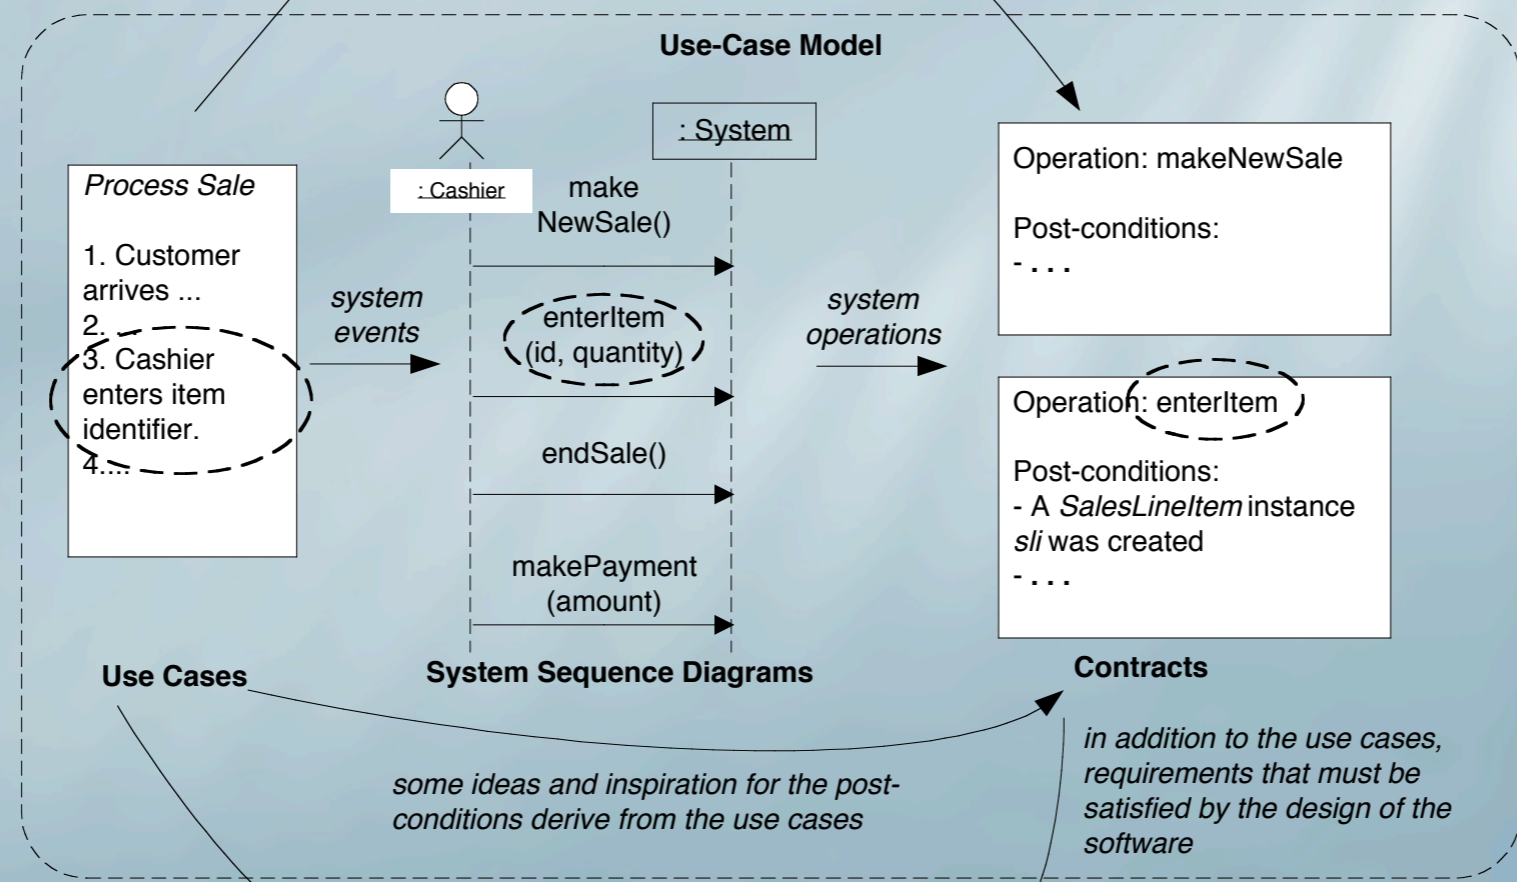 Use-Case Model
Process Sale
1. Customer
arrives ...
2. ...
3. Cashier
enters item
identifier.
4....
system
events
: Cashier
: System
make
NewSale()
enterItem
(id, quantity)
endSale()
makePayment
(amount)
system
operations
Operation: makeNewSale
Post-conditions:
- . . .
Operation: enterItem
Post-conditions:
- A SalesLineItem instance
sli was created
- . . .
Use Cases
System Sequence Diagrams
Contracts
some ideas and inspiration for the post-
conditions derive from the use cases
in addition to the use cases,
requirements that must be
satisfied by the design of the
software